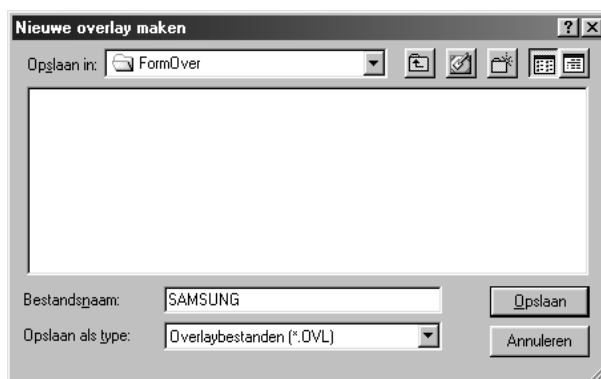 Nieuwe overlay maken
Opslaan in: FormOver
Bestandsnaam: SAMSUNG
Opslaan
Opslaan als type: Overlaybestanden (*.OVL)
Annuleren